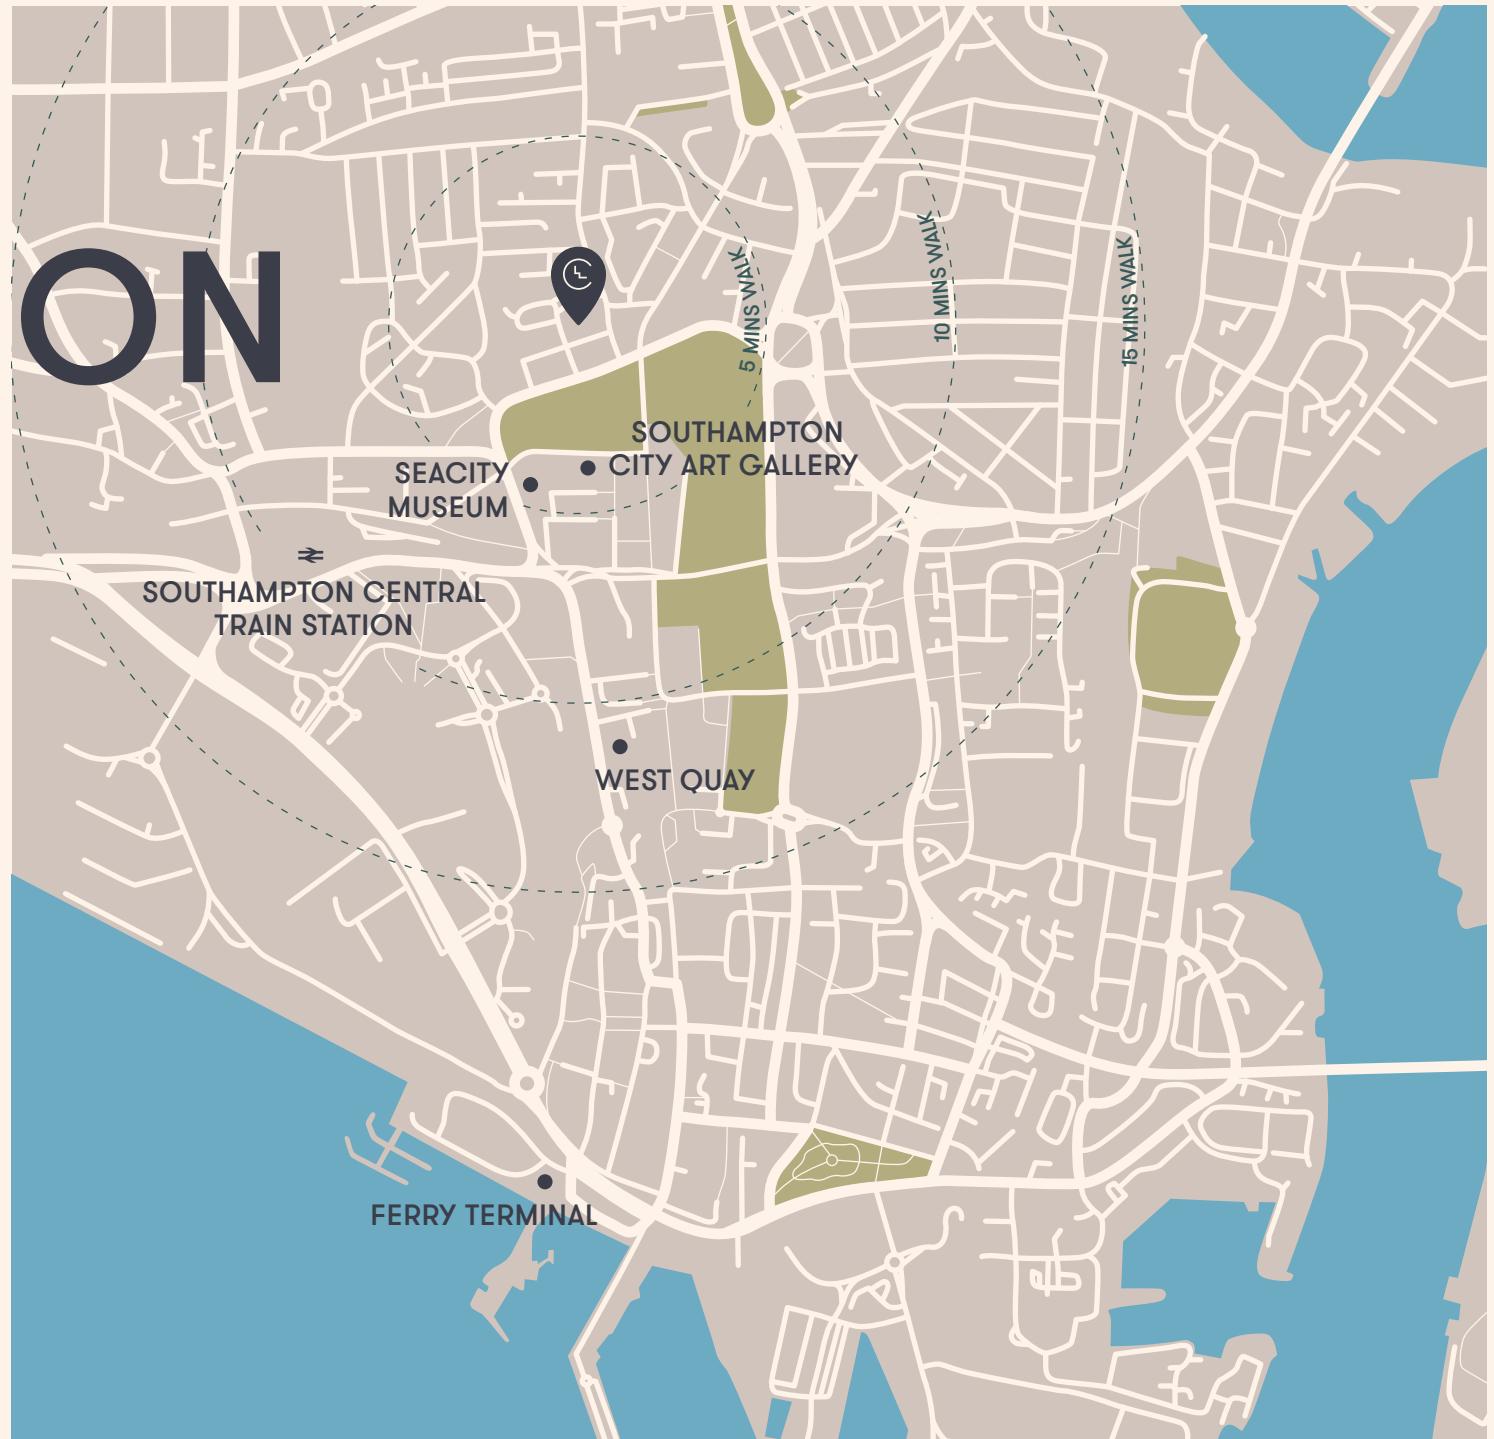 ON
5 MINS WALK
10 MINS WALK
15 MINS WALK
SOUTHAMPTON
CITY ART GALLERY
SEACITY
MUSEUM
SOUTHAMPTON CENTRAL
TRAIN STATION
WEST QUAY
FERRY TERMINAL